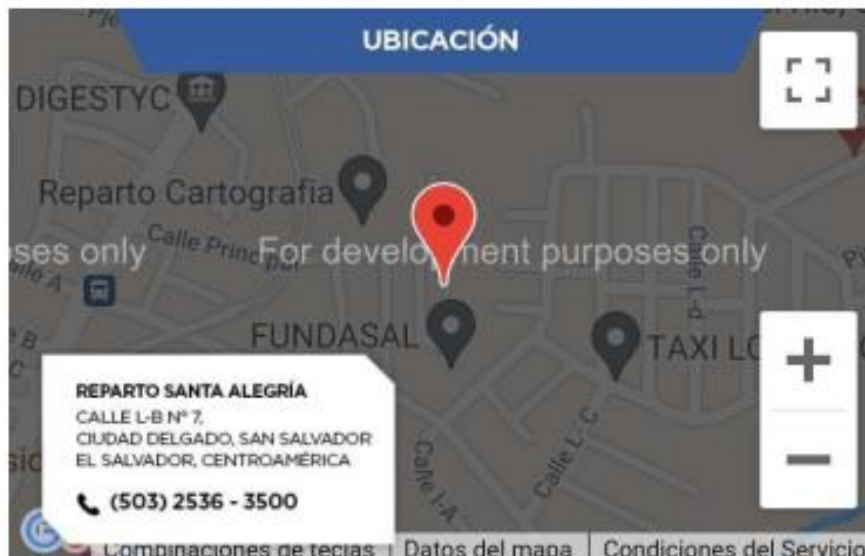 UBICACIÓN
DIGESTYC
Reparto Cartografia
Calle Principal
oses only
For development purposes only
Calle L-d
FUNDASAL
TAXI LO
REPARTO SANTA ALEGRÍA
CALLE L-B Nº 7,
CIUDAD DELGADO, SAN SALVADOR
EL SALVADOR, CENTROAMÉRICA
(503) 2536 - 3500
Calle L- C
Calle I-A
Combinaciones de teclas
Datos del mapa
Condiciones del Servicio